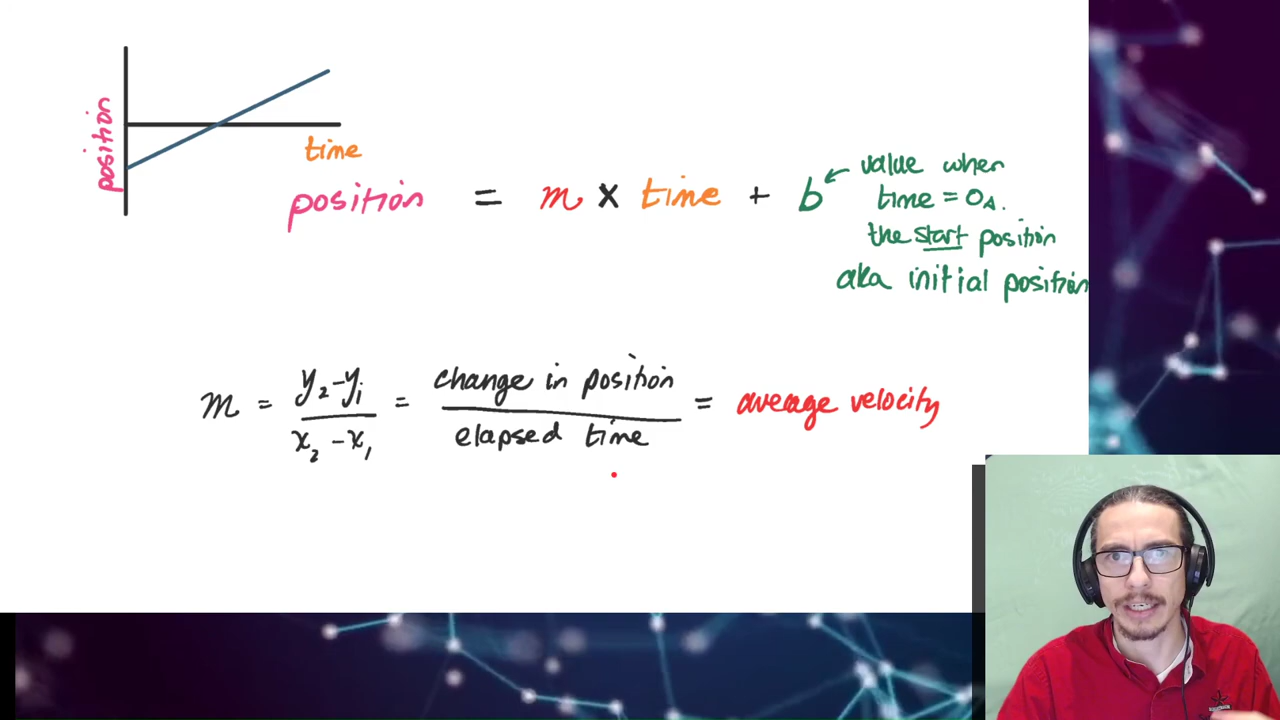 position
time
position = m × time + b
value when
time = 0.
the start position
aka initial position
m = y₂-y₁ / x₂-x₁ = change in position / elapsed time = average velocity